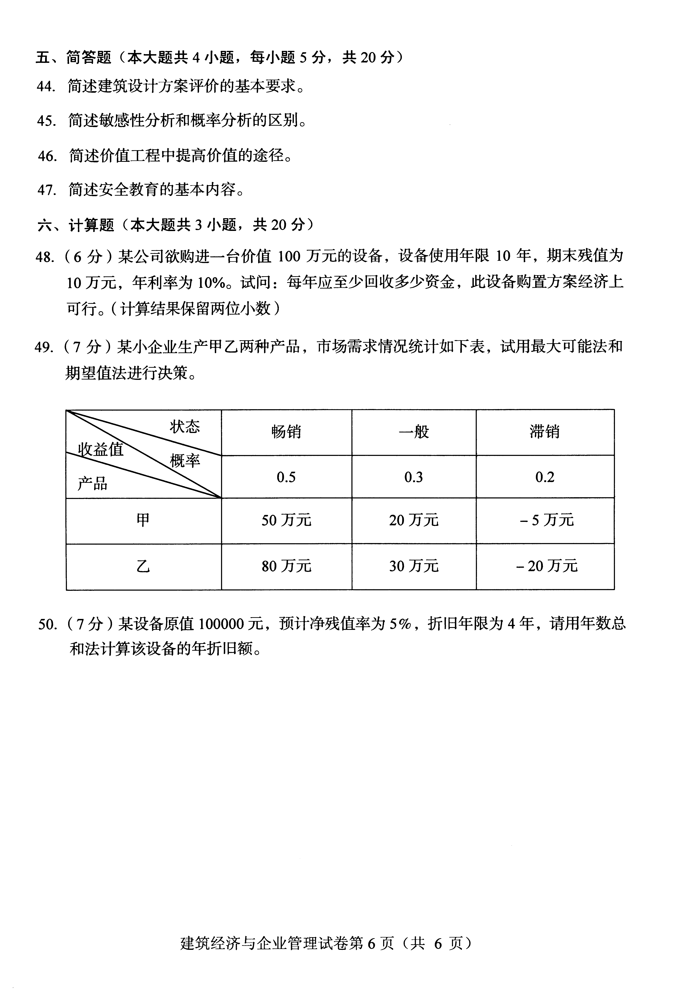 五、简答题（本大题共 4 小题，每小题 5 分，共 20 分）
44. 简述建筑设计方案评价的基本要求。
45. 简述敏感性分析和概率分析的区别。
46. 简述价值工程中提高价值的途径。
47. 简述安全教育的基本内容。
六、计算题（本大题共 3 小题，共 20 分）
48.（6 分）某公司欲购进一台价值 100 万元的设备，设备使用年限 10 年，期末残值为
10 万元，年利率为 10%。试问：每年应至少回收多少资金，此设备购置方案经济上
可行。（计算结果保留两位小数）
49.（7 分）某小企业生产甲乙两种产品，市场需求情况统计如下表，试用最大可能法和
期望值法进行决策。
状态 畅销 一般 滞销
收益值 概率
产品 0.5 0.3 0.2
甲 50 万元 20 万元 – 5 万元
乙 80 万元 30 万元 – 20 万元
50.（7 分）某设备原值 100000 元，预计净残值率为 5%，折旧年限为 4 年，请用年数总
和法计算该设备的年折旧额。
建筑经济与企业管理试卷第 6 页（共 6 页）